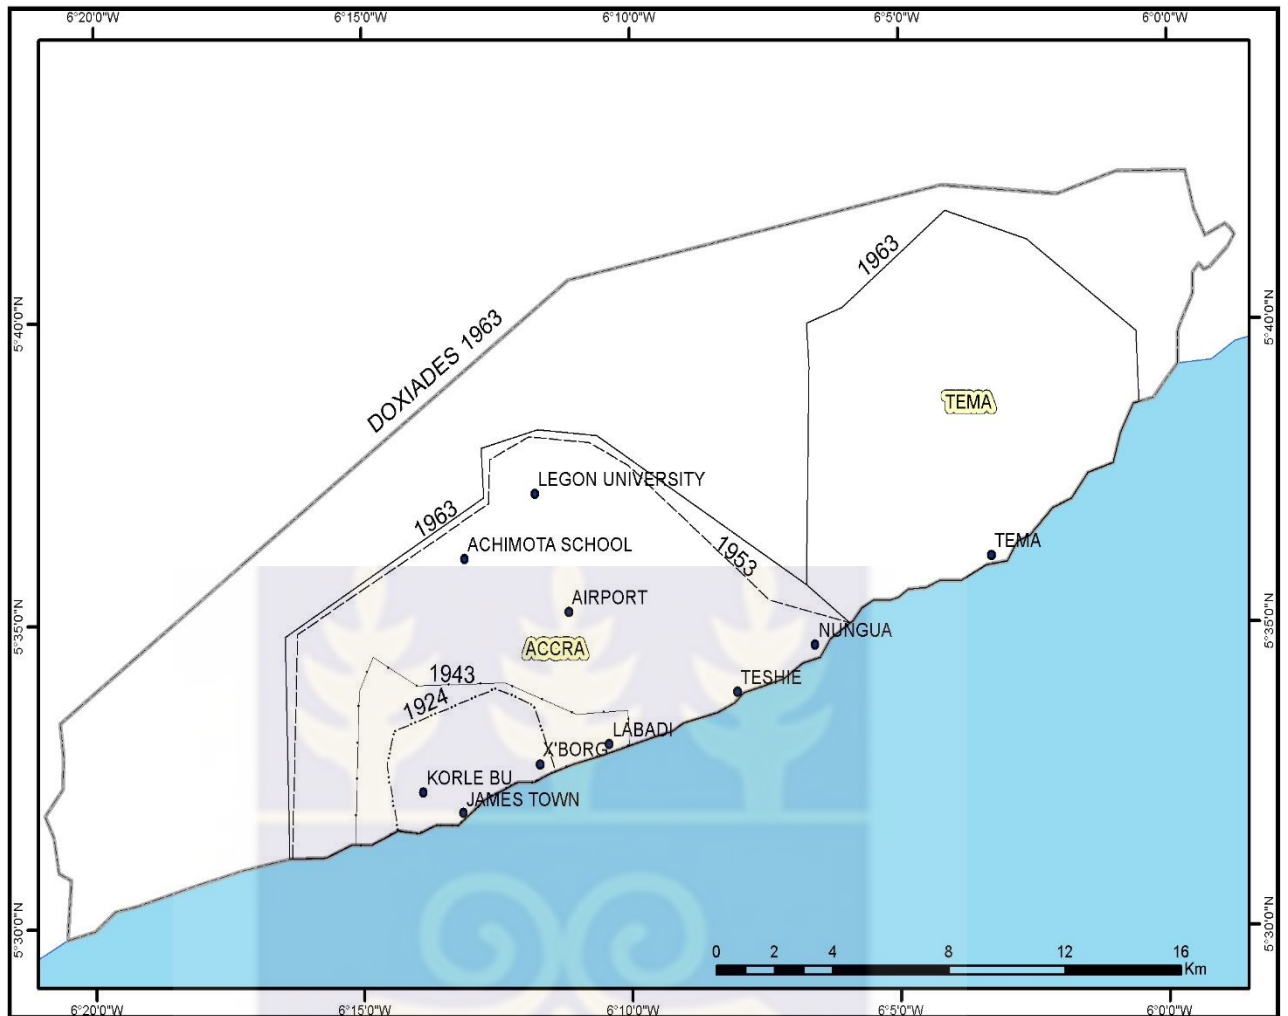 6°20'0"W
6°15'0"W
6°10'0"W
6°5'0"W
6°0'0"W
5°40'0"N
5°40'0"N
DOXIADES 1963
1963
TEMA
LEGON UNIVERSITY
1963
1953
ACHIMOTA SCHOOL
TEMA
AIRPORT
5°35'0"N
5°35'0"N
NUNGUA
ACCRA
1943
TESHIE
1924
LABADI
X'BORG
KORLE BU
JAMES TOWN
5°30'0"N
5°30'0"N
0 2 4 8 12 16
Km
6°20'0"W
6°15'0"W
6°10'0"W
6°5'0"W
6°0'0"W